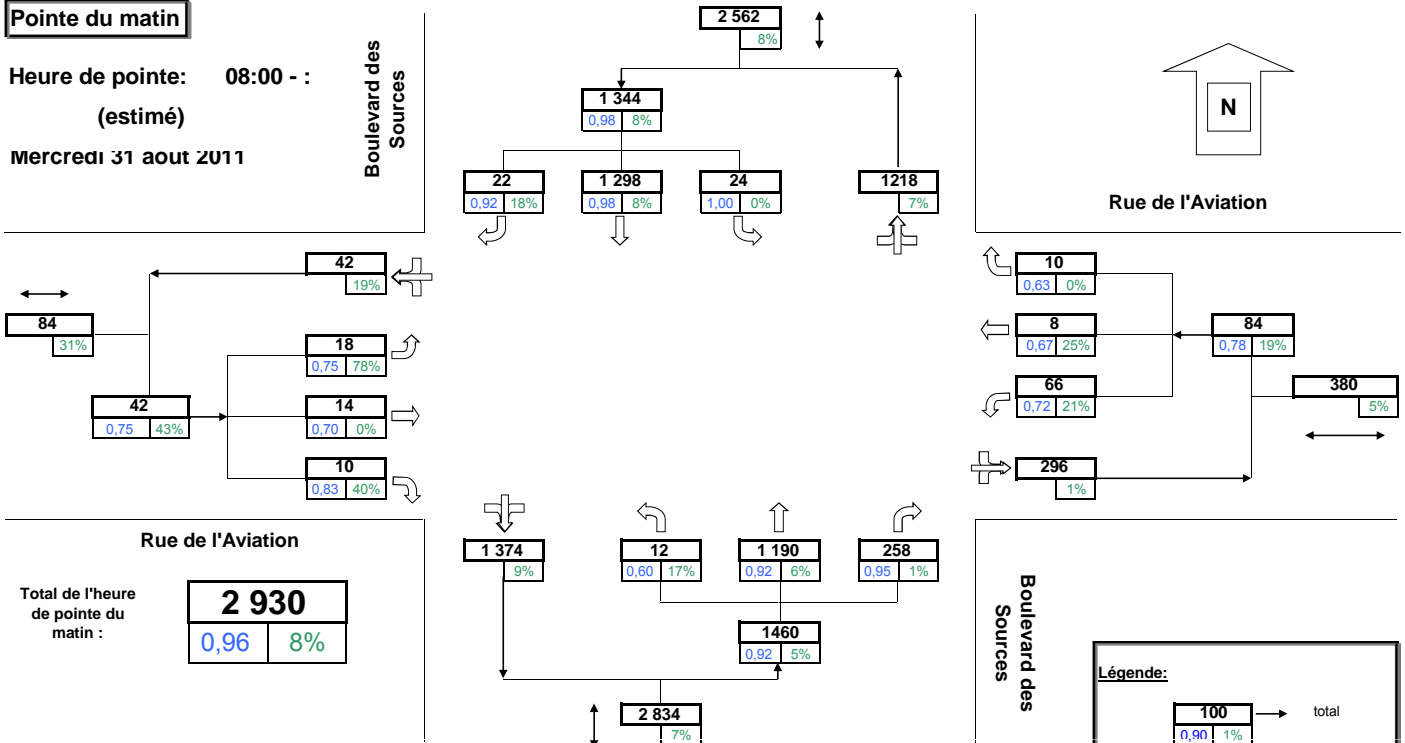 Pointe du matin
Heure de pointe: 08:00 - :
(estimé)
Mercredi 31 août 2011
Boulevard des
Sources
2 562
8%
1 344
0,98 8%
22 1 298 24 1218
0,92 18% 0,98 8% 1,00 0% 7%
N
Rue de l'Aviation
42
19%
84
31%
18
0,75 78%
42
0,75 43%
14
0,70 0%
10
0,83 40%
10
0,63 0%
8
0,67 25%
84
0,78 19%
66
0,72 21%
380
5%
296
1%
Rue de l'Aviation
Total de l'heure
de pointe du
matin :
2 930
0,96 8%
1 374 12 1 190 258
9% 0,60 17% 0,92 6% 0,95 1%
1460
0,92 5%
2 834
7%
Boulevard des
Sources
Légende:
100 total
0,90 1%